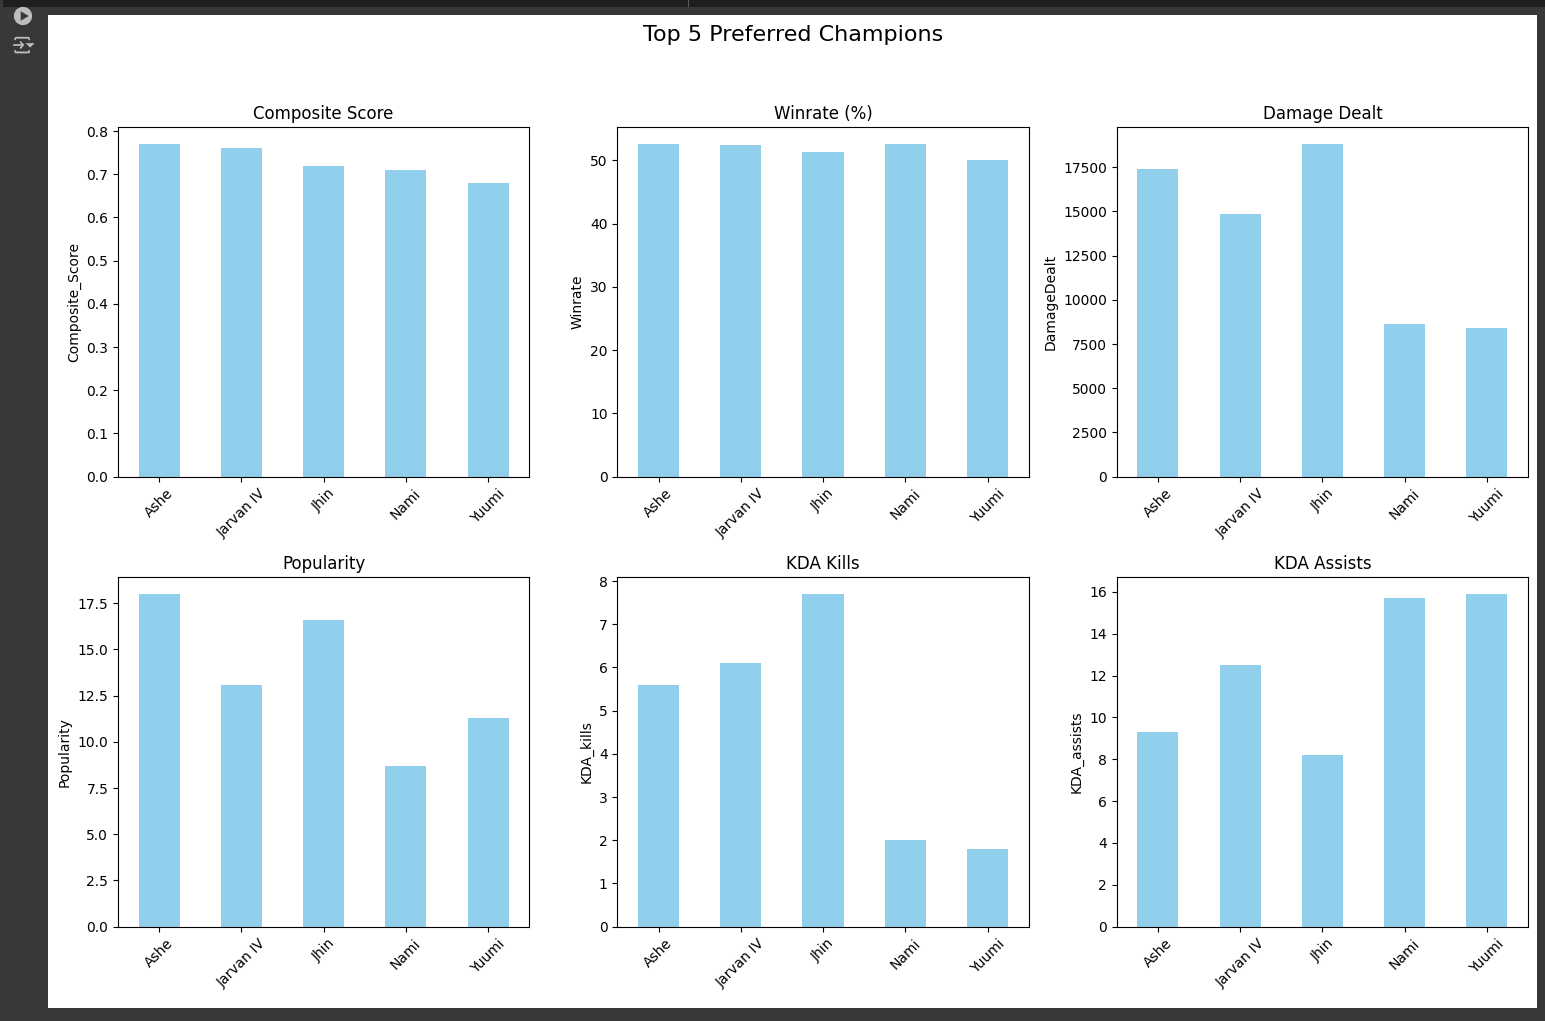 Top 5 Preferred Champions
Composite Score
Composite_Score
0.8
0.7
0.6
0.5
0.4
0.3
0.2
0.1
0.0
Ashe
Jarvan IV
Jhin
Nami
Yuumi
Winrate (%)
Winrate
50
40
30
20
10
0
Ashe
Jarvan IV
Jhin
Nami
Yuumi
Damage Dealt
DamageDealt
17500
15000
12500
10000
7500
5000
2500
0
Ashe
Jarvan IV
Jhin
Nami
Yuumi
Popularity
Popularity
17.5
15.0
12.5
10.0
7.5
5.0
2.5
0.0
Ashe
Jarvan IV
Jhin
Nami
Yuumi
KDA Kills
KDA_kills
8
7
6
5
4
3
2
1
0
Ashe
Jarvan IV
Jhin
Nami
Yuumi
KDA Assists
KDA_assists
16
14
12
10
8
6
4
2
0
Ashe
Jarvan IV
Jhin
Nami
Yuumi